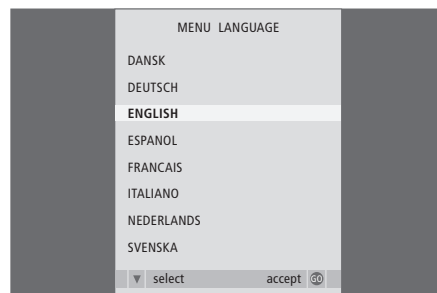 MENU LANGUAGE
DANSK
DEUTSCH
ENGLISH
ESPANOL
FRANCAIS
ITALIANO
NEDERLANDS
SVENSKA
▼ select accept GO